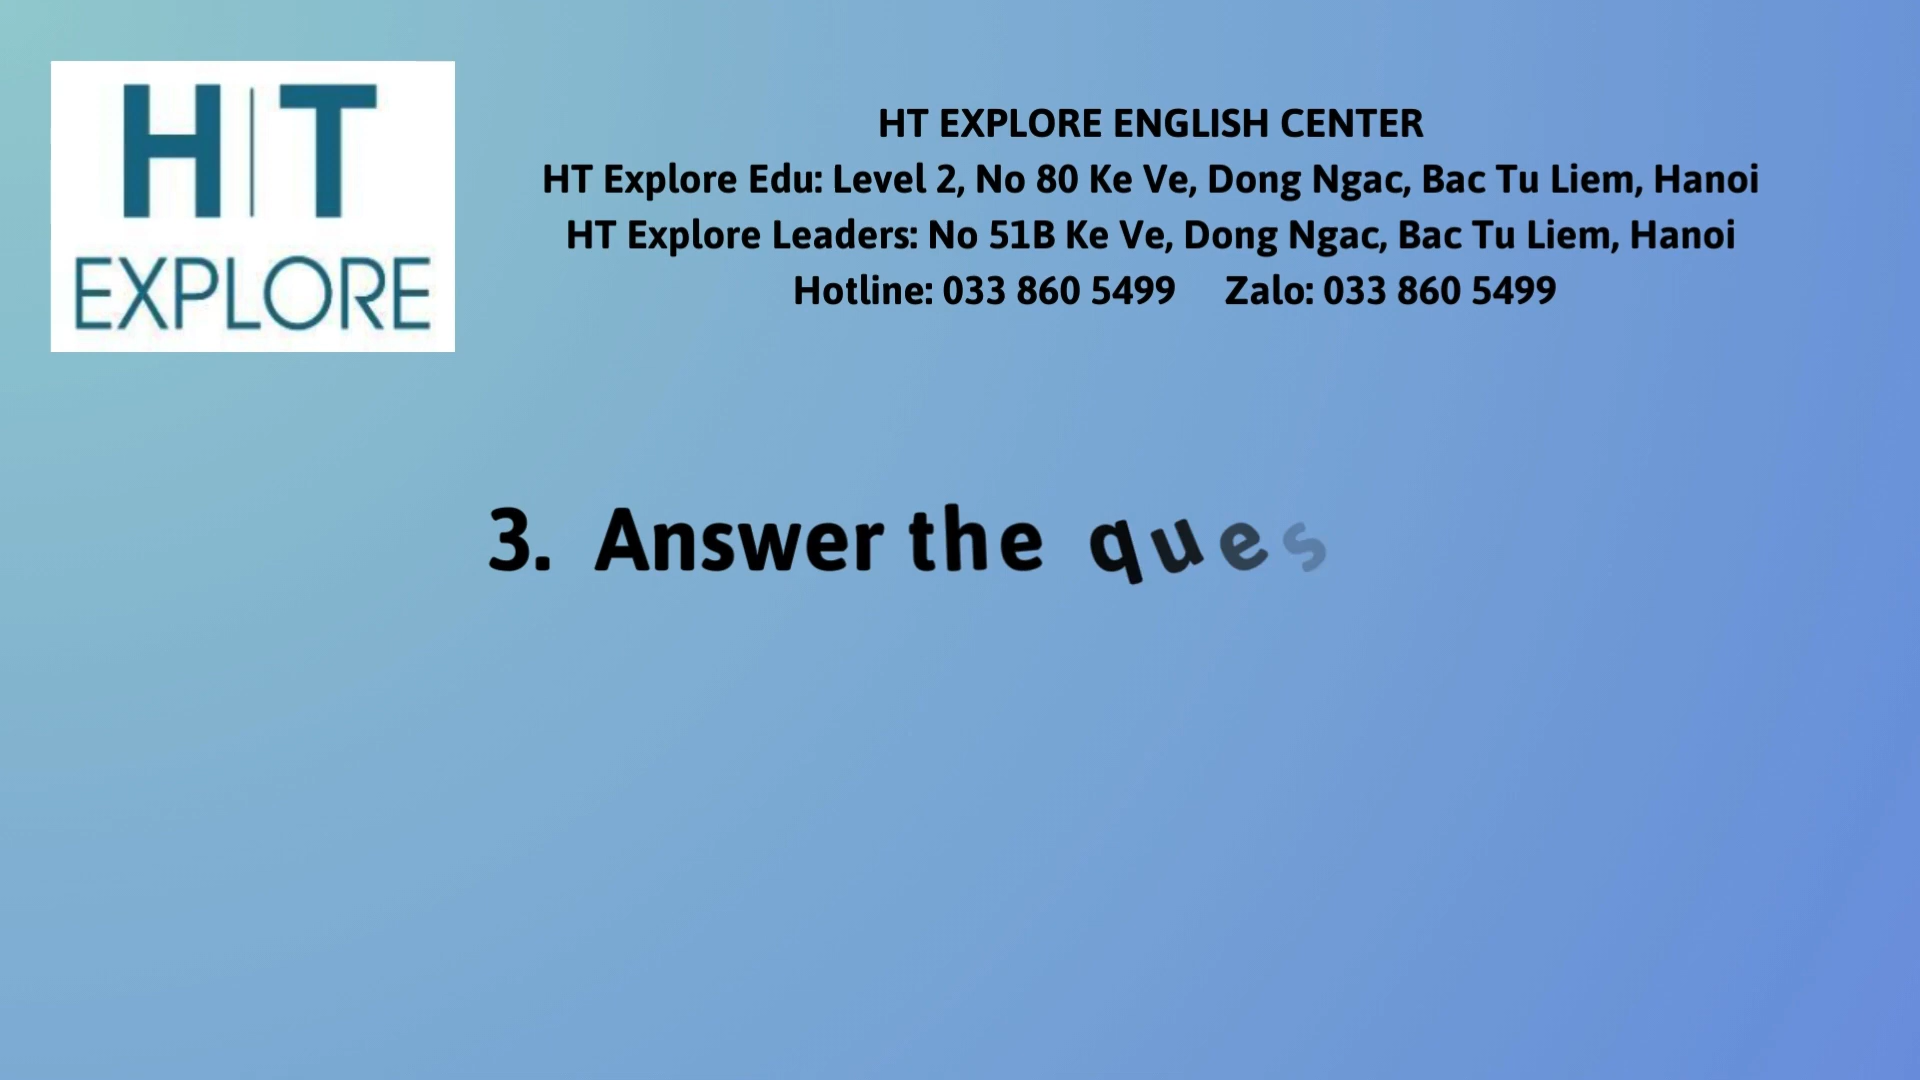 H|T
EXPLORE
HT EXPLORE ENGLISH CENTER
HT Explore Edu: Level 2, No 80 Ke Ve, Dong Ngac, Bac Tu Liem, Hanoi
HT Explore Leaders: No 51B Ke Ve, Dong Ngac, Bac Tu Liem, Hanoi
Hotline: 033 860 5499 Zalo: 033 860 5499
3. Answer the ques